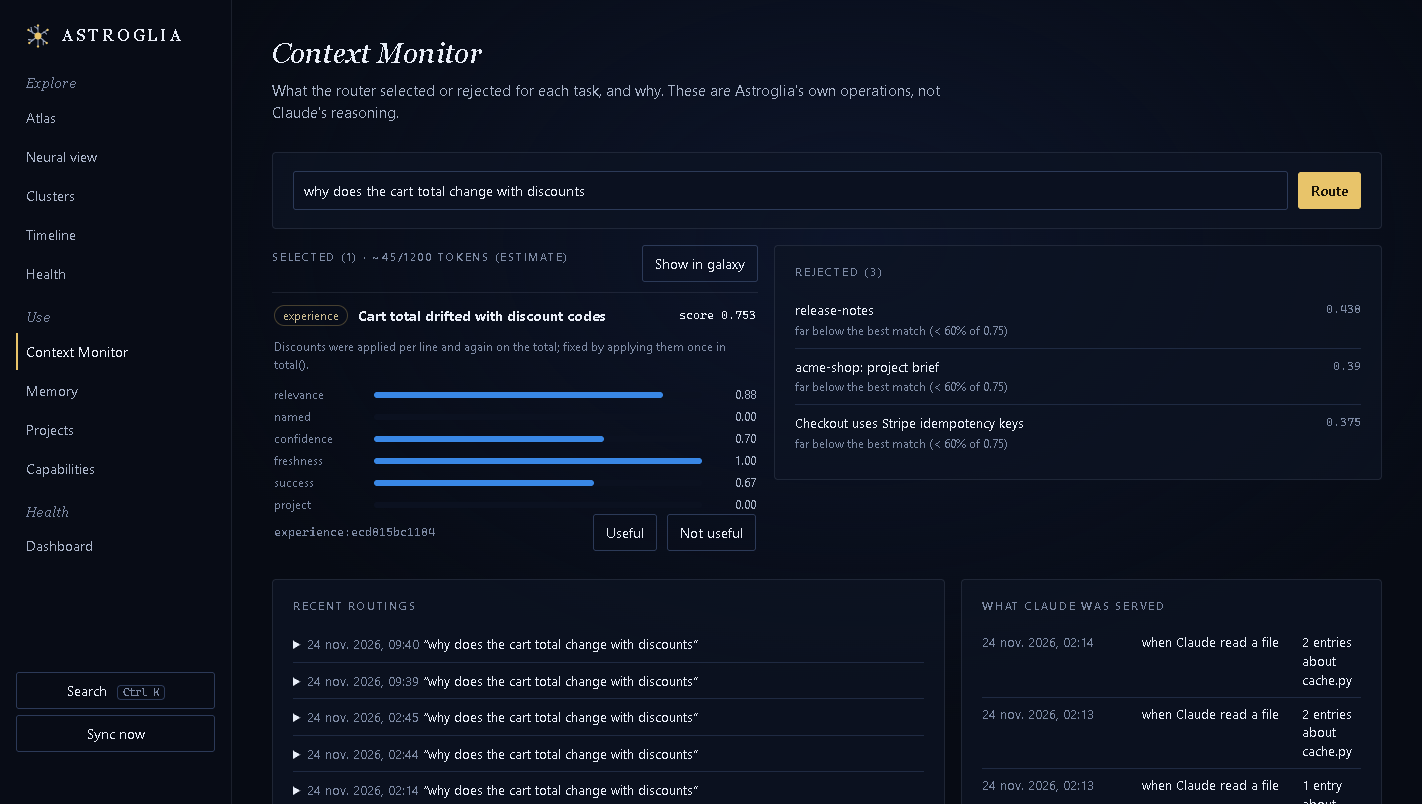 ASTROGLIA
Explore
Atlas
Neural view
Clusters
Timeline
Health
Use
Context Monitor
Memory
Projects
Capabilities
Health
Dashboard
Search Ctrl K
Sync now
Context Monitor
What the router selected or rejected for each task, and why. These are Astroglia's own operations, not
Claude's reasoning.
why does the cart total change with discounts
Route
SELECTED (1) · ~45/1200 TOKENS (ESTIMATE)
Show in galaxy
experience Cart total drifted with discount codes score 0.753
Discounts were applied per line and again on the total; fixed by applying them once in
total().
relevance 0.88
named 0.00
confidence 0.70
freshness 1.00
success 0.67
project 0.00
experience:ecd015bc1104
Useful
Not useful
REJECTED (3)
release-notes 0.430
far below the best match (< 60% of 0.75)
acme-shop: project brief 0.39
far below the best match (< 60% of 0.75)
Checkout uses Stripe idempotency keys 0.375
far below the best match (< 60% of 0.75)
RECENT ROUTINGS
24 nov. 2026, 09:40 "why does the cart total change with discounts"
24 nov. 2026, 09:39 "why does the cart total change with discounts"
24 nov. 2026, 02:45 "why does the cart total change with discounts"
24 nov. 2026, 02:44 "why does the cart total change with discounts"
24 nov. 2026, 02:14 "why does the cart total change with discounts"
WHAT CLAUDE WAS SERVED
24 nov. 2026, 02:14 when Claude read a file 2 entries
about
cache.py
24 nov. 2026, 02:13 when Claude read a file 2 entries
about
cache.py
24 nov. 2026, 02:13 when Claude read a file 1 entry
about